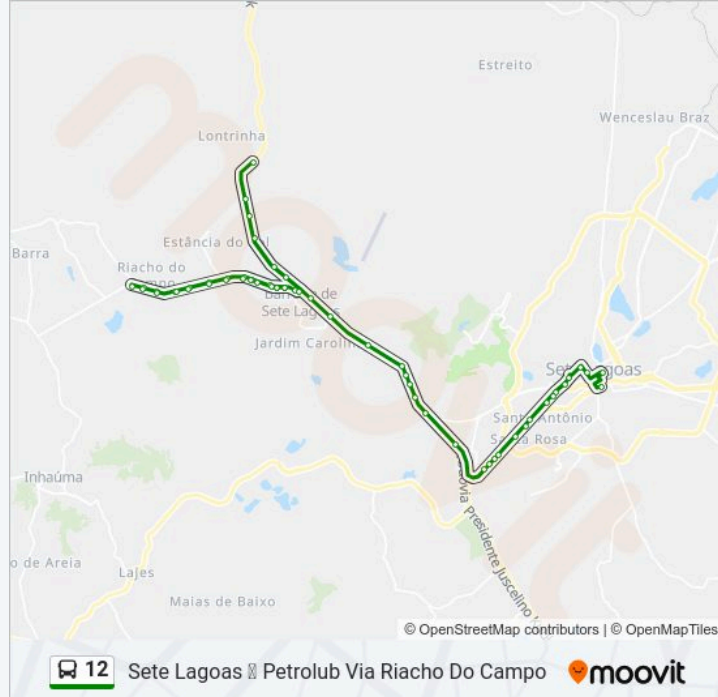 Estreito
Wenceslau Braz
Lontrinha
Estância do
Barra
Riacho do
Sete Lagoas
Jardim
Sete Lagoas
Santo Antônio
Santa Rosa
Inhaúma
Rodovia Presidente Juscelino
o de Areia
Lajes
Maias de Baixo
moovit
© OpenStreetMap contributors | © OpenMapTiles
12 Sete Lagoas ▯ Petrolub Via Riacho Do Campo moovit